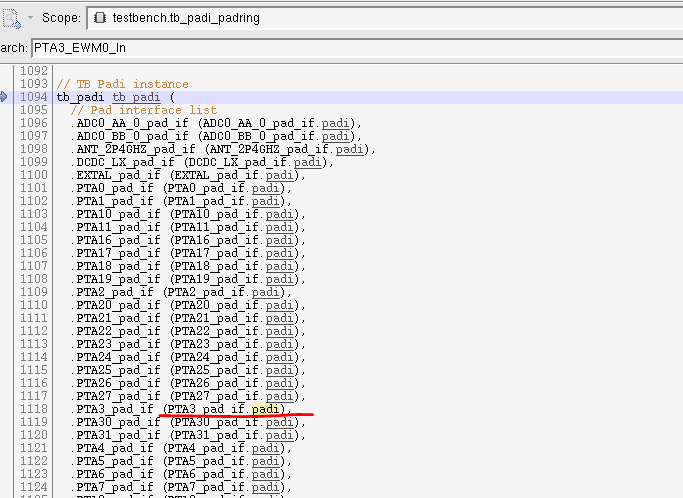 Scope: testbench.tb_padi_padring
arch: PTA3_EWM0_In
1092
1093 // TB Padi instance
1094 tb_padi tb_padi (
1095 // Pad interface list
1096 .ADC0_AA_0_pad_if (ADC0_AA_0_pad_if.padi),
1097 .ADC0_BB_0_pad_if (ADC0_BB_0_pad_if.padi),
1098 .ANT_2P4GHZ_pad_if (ANT_2P4GHZ_pad_if.padi),
1099 .DCDC_LX_pad_if (DCDC_LX_pad_if.padi),
1100 .EXTAL_pad_if (EXTAL_pad_if.padi),
1101 .PTA0_pad_if (PTA0_pad_if.padi),
1102 .PTA1_pad_if (PTA1_pad_if.padi),
1103 .PTA10_pad_if (PTA10_pad_if.padi),
1104 .PTA11_pad_if (PTA11_pad_if.padi),
1105 .PTA16_pad_if (PTA16_pad_if.padi),
1106 .PTA17_pad_if (PTA17_pad_if.padi),
1107 .PTA18_pad_if (PTA18_pad_if.padi),
1108 .PTA19_pad_if (PTA19_pad_if.padi),
1109 .PTA2_pad_if (PTA2_pad_if.padi),
1110 .PTA20_pad_if (PTA20_pad_if.padi),
1111 .PTA21_pad_if (PTA21_pad_if.padi),
1112 .PTA22_pad_if (PTA22_pad_if.padi),
1113 .PTA23_pad_if (PTA23_pad_if.padi),
1114 .PTA24_pad_if (PTA24_pad_if.padi),
1115 .PTA25_pad_if (PTA25_pad_if.padi),
1116 .PTA26_pad_if (PTA26_pad_if.padi),
1117 .PTA27_pad_if (PTA27_pad_if.padi),
1118 .PTA3_pad_if (PTA3_pad_if.padi),
1119 .PTA30_pad_if (PTA30_pad_if.padi),
1120 .PTA31_pad_if (PTA31_pad_if.padi),
1121 .PTA4_pad_if (PTA4_pad_if.padi),
1122 .PTA5_pad_if (PTA5_pad_if.padi),
1123 .PTA6_pad_if (PTA6_pad_if.padi),
1124 .PTA7_pad_if (PTA7_pad_if.padi),